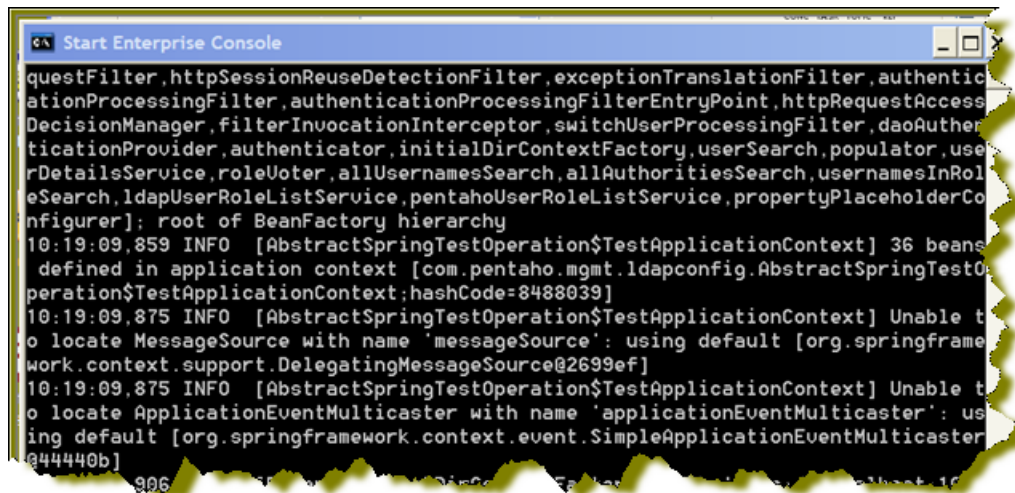 Start Enterprise Console
questFilter,httpSessionReuseDetectionFilter,exceptionTranslationFilter,authentic
ationProcessingFilter,authenticationProcessingFilterEntryPoint,httpRequestAccess
DecisionManager,filterInvocationInterceptor,switchUserProcessingFilter,daoAuthen
ticationProvider,authenticator,initialDirContextFactory,userSearch,populator,use
rDetailsService,roleVoter,allUsernamesSearch,allAuthoritiesSearch,usernamesInRol
eSearch,ldapUserRoleListService,pentahoUserRoleListService,propertyPlaceholderCo
nfigurer]; root of BeanFactory hierarchy
10:19:09,859 INFO  [AbstractSpringTestOperation$TestApplicationContext] 36 beans
 defined in application context [com.pentaho.mgmt.ldapconfig.AbstractSpringTestO
peration$TestApplicationContext;hashCode=8488039]
10:19:09,875 INFO  [AbstractSpringTestOperation$TestApplicationContext] Unable t
o locate MessageSource with name 'messageSource': using default [org.springframe
work.context.support.DelegatingMessageSource@2699ef]
10:19:09,875 INFO  [AbstractSpringTestOperation$TestApplicationContext] Unable t
o locate ApplicationEventMulticaster with name 'applicationEventMulticaster': us
ing default [org.springframework.context.event.SimpleApplicationEventMulticaster
@44440b]
906